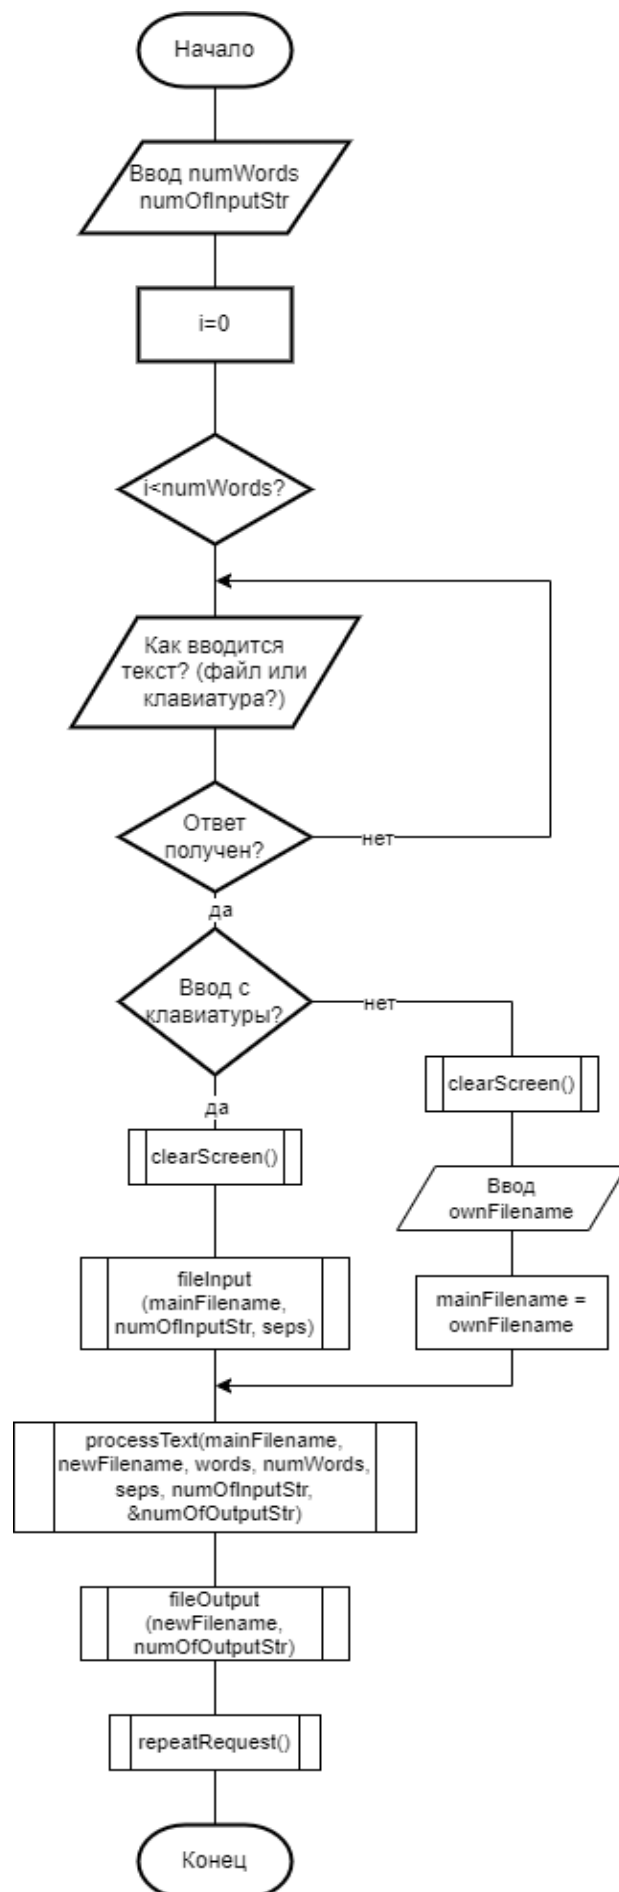 Начало
Ввод numWords
numOfInputStr
i=0
i<numWords?
Как вводится
текст? (файл или
клавиатура?)
Ответ
получен?
нет
да
Ввод с
клавиатуры?
нет
да
clearScreen()
clearScreen()
Ввод
ownFilename
fileInput
(mainFilename,
numOfInputStr, seps)
mainFilename =
ownFilename
processText(mainFilename,
newFilename, words, numWords,
seps, numOfInputStr,
&numOfOutputStr)
fileOutput
(newFilename,
numOfOutputStr)
repeatRequest()
Конец